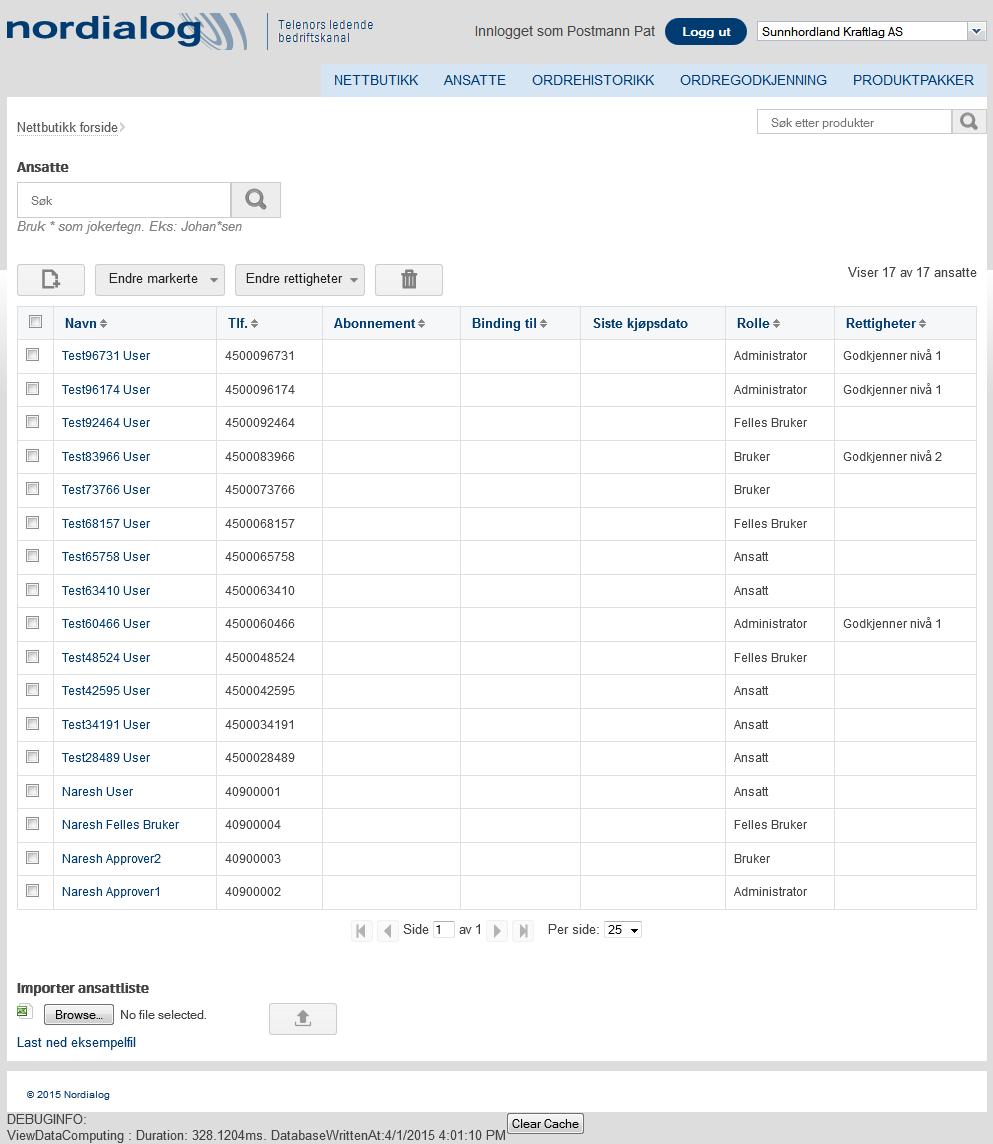 nordialog
Telenors ledende
bedriftskanal
Innlogget som Postmann Pat
Logg ut
Sunnhordland Kraftlag AS
NETTBUTIKK ANSATTE ORDREHISTORIKK ORDREGODKJENNING PRODUKTPAKKER
Nettbutikk forside
Søk etter produkter
Ansatte
Søk
Bruk * som jokertegn. Eks: Johan*sen
Endre markerte Endre rettigheter
Viser 17 av 17 ansatte
Navn Tlf. Abonnement Binding til Siste kjøpsdato Rolle Rettigheter
Test96731 User 4500096731 Administrator Godkjenner nivå 1
Test96174 User 4500096174 Administrator Godkjenner nivå 1
Test92464 User 4500092464 Felles Bruker
Test83966 User 4500083966 Bruker Godkjenner nivå 2
Test73766 User 4500073766 Bruker
Test68157 User 4500068157 Felles Bruker
Test65758 User 4500065758 Ansatt
Test63410 User 4500063410 Ansatt
Test60466 User 4500060466 Administrator Godkjenner nivå 1
Test48524 User 4500048524 Felles Bruker
Test42595 User 4500042595 Ansatt
Test34191 User 4500034191 Ansatt
Test28489 User 4500028489 Ansatt
Naresh User 40900001 Ansatt
Naresh Felles Bruker 40900004 Felles Bruker
Naresh Approver2 40900003 Bruker
Naresh Approver1 40900002 Administrator
Side 1 av 1 Per side: 25
Importer ansattliste
Browse... No file selected.
Last ned eksempelfil
© 2015 Nordialog
DEBUGINFO:
ViewDataComputing : Duration: 328.1204ms. DatabaseWrittenAt:4/1/2015 4:01:10 PM Clear Cache